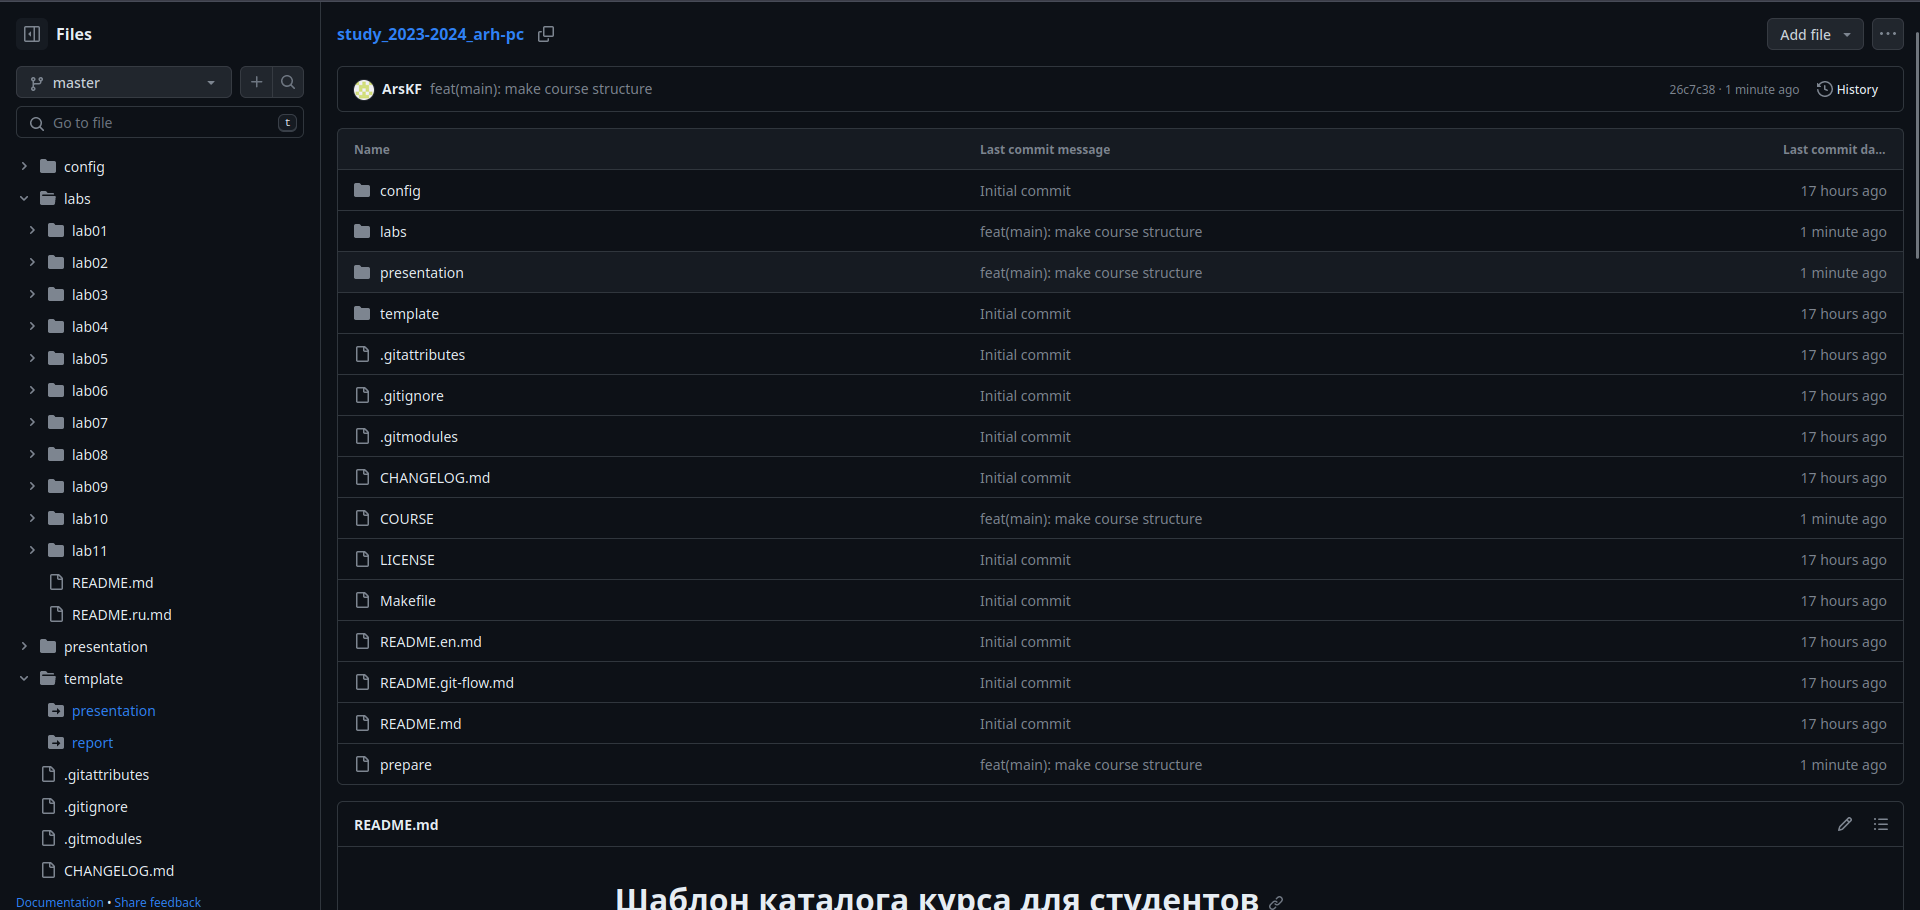 Files
master
Go to file
t
config
labs
lab01
lab02
lab03
lab04
lab05
lab06
lab07
lab08
lab09
lab10
lab11
README.md
README.ru.md
presentation
template
presentation
report
.gitattributes
.gitignore
.gitmodules
CHANGELOG.md
Documentation • Share feedback
study_2023-2024_arh-pc
Add file
ArsKF feat(main): make course structure 26c7c38 · 1 minute ago History
Name Last commit message Last commit da...
config Initial commit 17 hours ago
labs feat(main): make course structure 1 minute ago
presentation feat(main): make course structure 1 minute ago
template Initial commit 17 hours ago
.gitattributes Initial commit 17 hours ago
.gitignore Initial commit 17 hours ago
.gitmodules Initial commit 17 hours ago
CHANGELOG.md Initial commit 17 hours ago
COURSE feat(main): make course structure 1 minute ago
LICENSE Initial commit 17 hours ago
Makefile Initial commit 17 hours ago
README.en.md Initial commit 17 hours ago
README.git-flow.md Initial commit 17 hours ago
README.md Initial commit 17 hours ago
prepare feat(main): make course structure 1 minute ago
README.md
Шаблон каталога курса для студентов